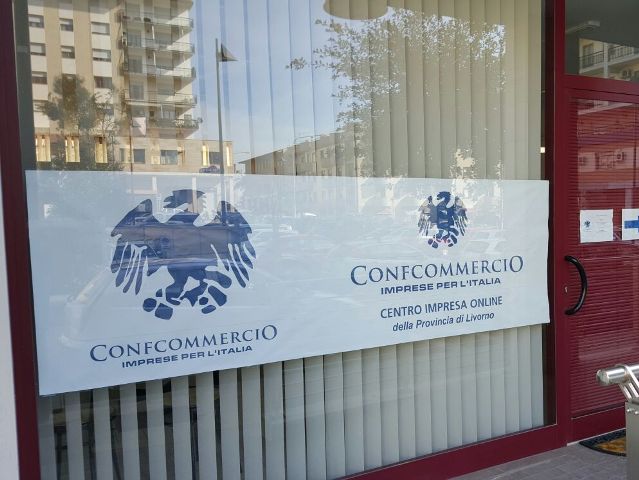 CONFCOMMERCIO
IMPRESE PER L'ITALIA
CONFCOMMERCIO
IMPRESE PER L'ITALIA
CENTRO IMPRESA ONLINE
della Provincia di Livorno